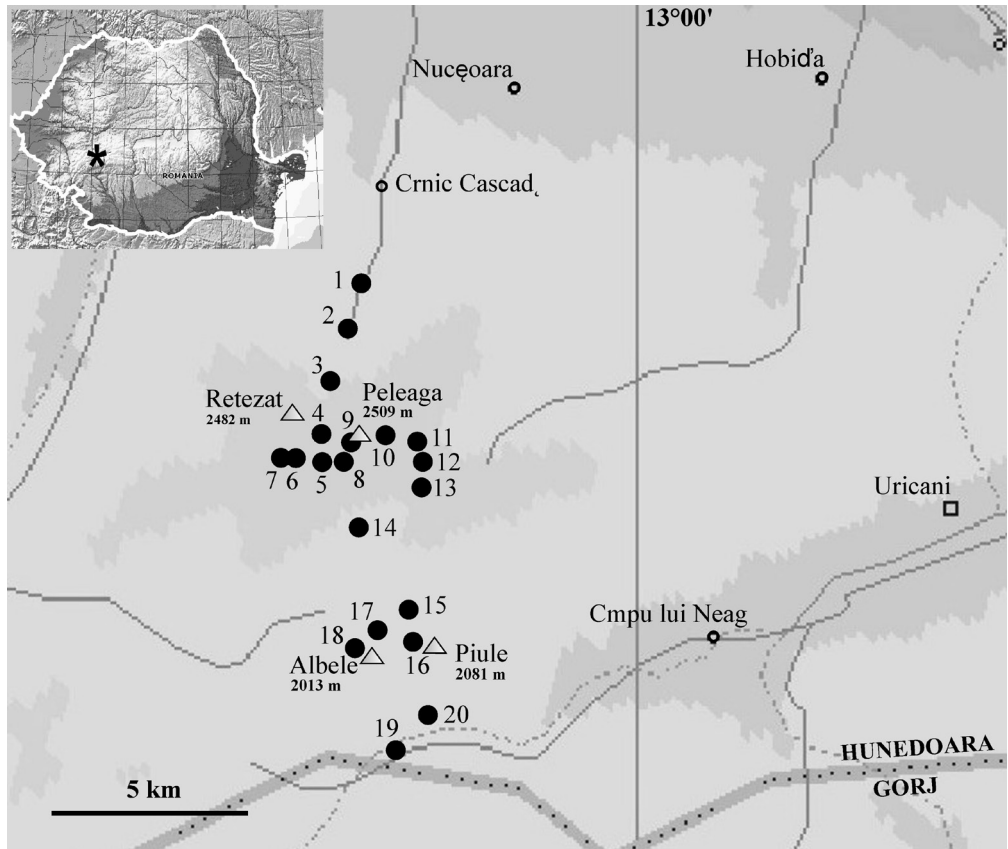 13°00'
Nucęoara
Hobiďa
ROMANIA
Crnic Cascad˛
1
2
3
Retezat
2482 m
Peleaga
2509 m
4
9
10
11
7
6
5
8
12
13
Uricani
14
15
Cmpu lui Neag
17
18
16
Albele
2013 m
Piule
2081 m
20
19
HUNEDOARA
GORJ
5 km